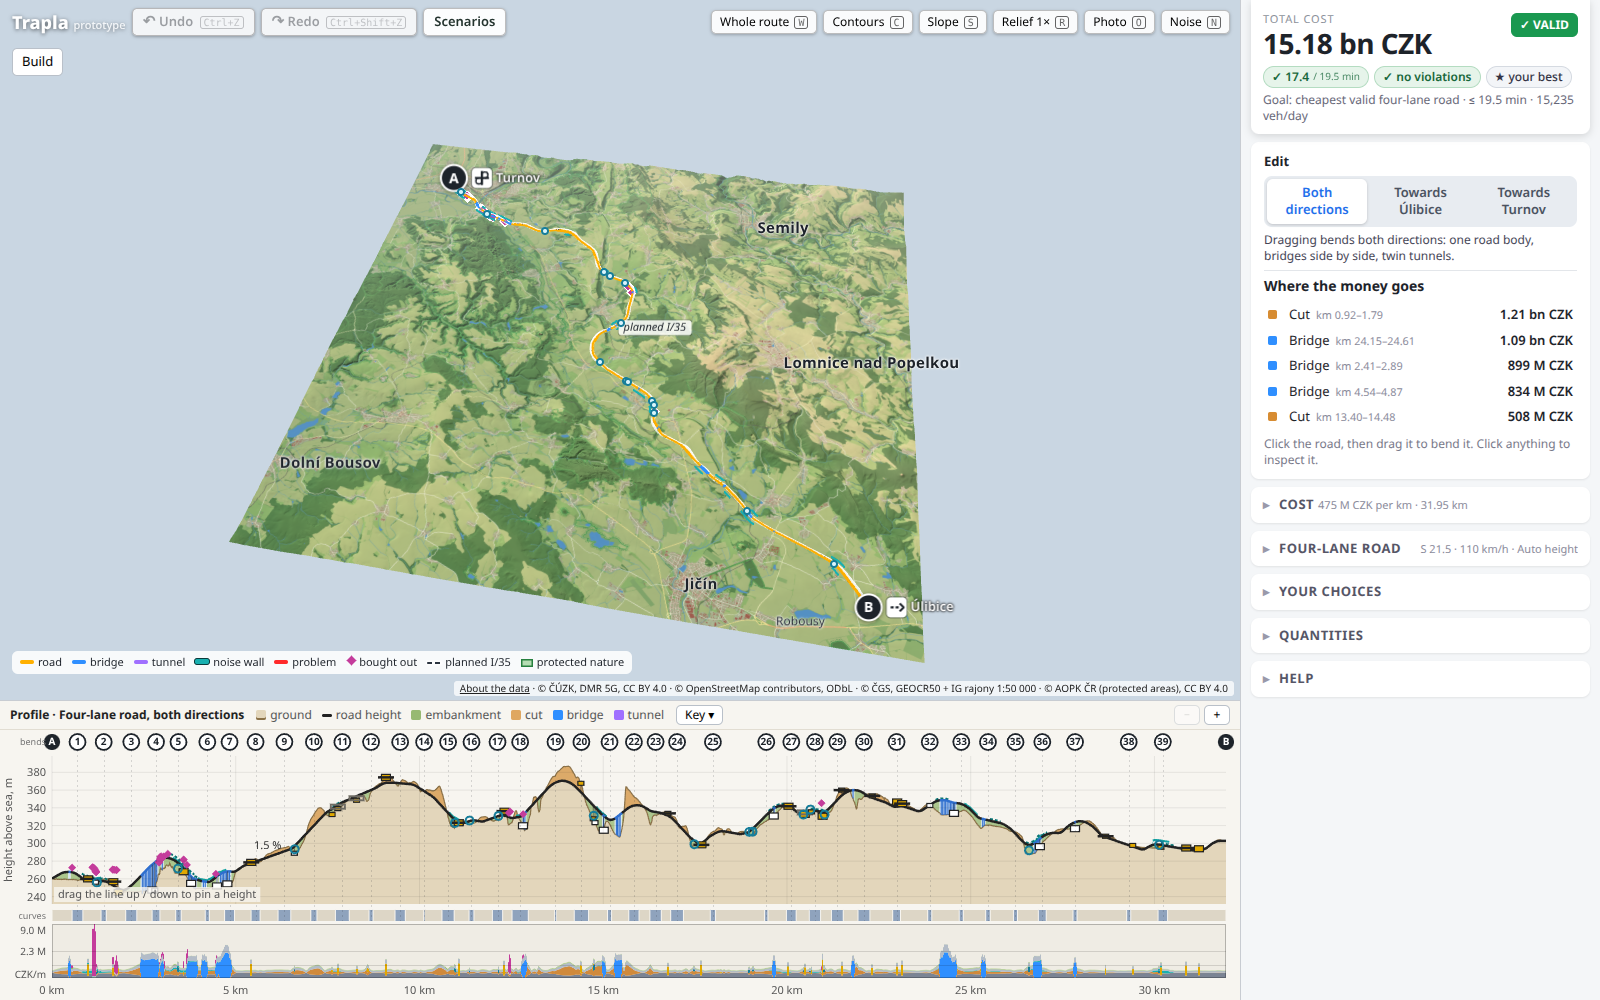 Trapla prototype
↶ Undo Ctrl+Z
↷ Redo Ctrl+Shift+Z
Scenarios
Whole route W
Contours C
Slope S
Relief 1× R
Photo O
Noise N
Build
A
Turnov
Semily
planned I/35
Lomnice nad Popelkou
Dolní Bousov
Jičín
B
Úlibice
Robousy
road
bridge
tunnel
noise wall
problem
bought out
planned I/35
protected nature
About the data · © ČÚZK, DMR 5G, CC BY 4.0 · © OpenStreetMap contributors, ODbL · © ČGS, GEOCR50 + IG rajony 1:50 000 · © AOPK ČR (protected areas), CC BY 4.0
TOTAL COST
15.18 bn CZK
✓ VALID
✓ 17.4 / 19.5 min
✓ no violations
★ your best
Goal: cheapest valid four-lane road · ≤ 19.5 min · 15,235
veh/day
Edit
Both
directions
Towards
Úlibice
Towards
Turnov
Dragging bends both directions: one road body,
bridges side by side, twin tunnels.
Where the money goes
Cut km 0.92–1.79 1.21 bn CZK
Bridge km 24.15–24.61 1.09 bn CZK
Bridge km 2.41–2.89 899 M CZK
Bridge km 4.54–4.87 834 M CZK
Cut km 13.40–14.48 508 M CZK
Click the road, then drag it to bend it. Click anything to
inspect it.
▸ COST 475 M CZK per km · 31.95 km
▸ FOUR-LANE ROAD S 21.5 · 110 km/h · Auto height
▸ YOUR CHOICES
▸ QUANTITIES
▸ HELP
Profile · Four-lane road, both directions
ground
road height
embankment
cut
bridge
tunnel
Key ▾
−
+
bends A 1 2 3 4 5 6 7 8 9 10 11 12 13 14 15 16 17 18 19 20 21 22 23 24 25 26 27 28 29 30 31 32 33 34 35 36 37 38 39 B
height above sea, m
380
360
340
320
300
280
260
240
1.5 %
drag the line up / down to pin a height
curves
9.0 M
2.3 M
CZK/m
0 km 5 km 10 km 15 km 20 km 25 km 30 km